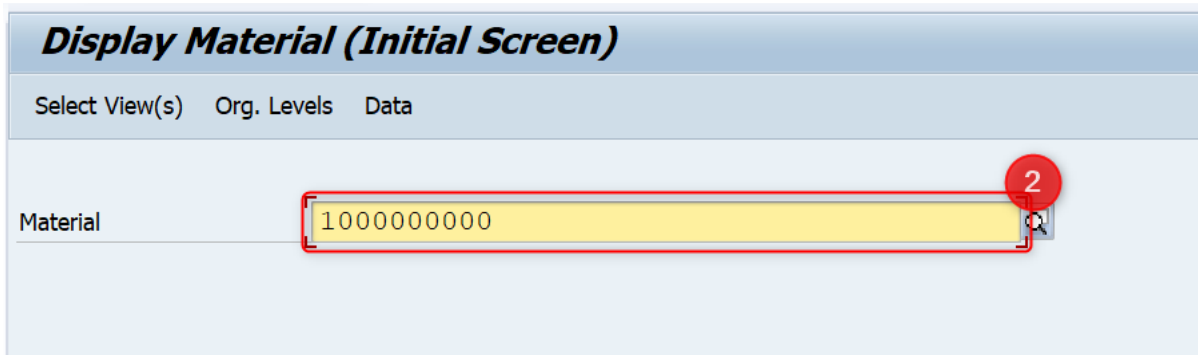 Display Material (Initial Screen)
Select View(s) Org. Levels Data
2
Material 1000000000